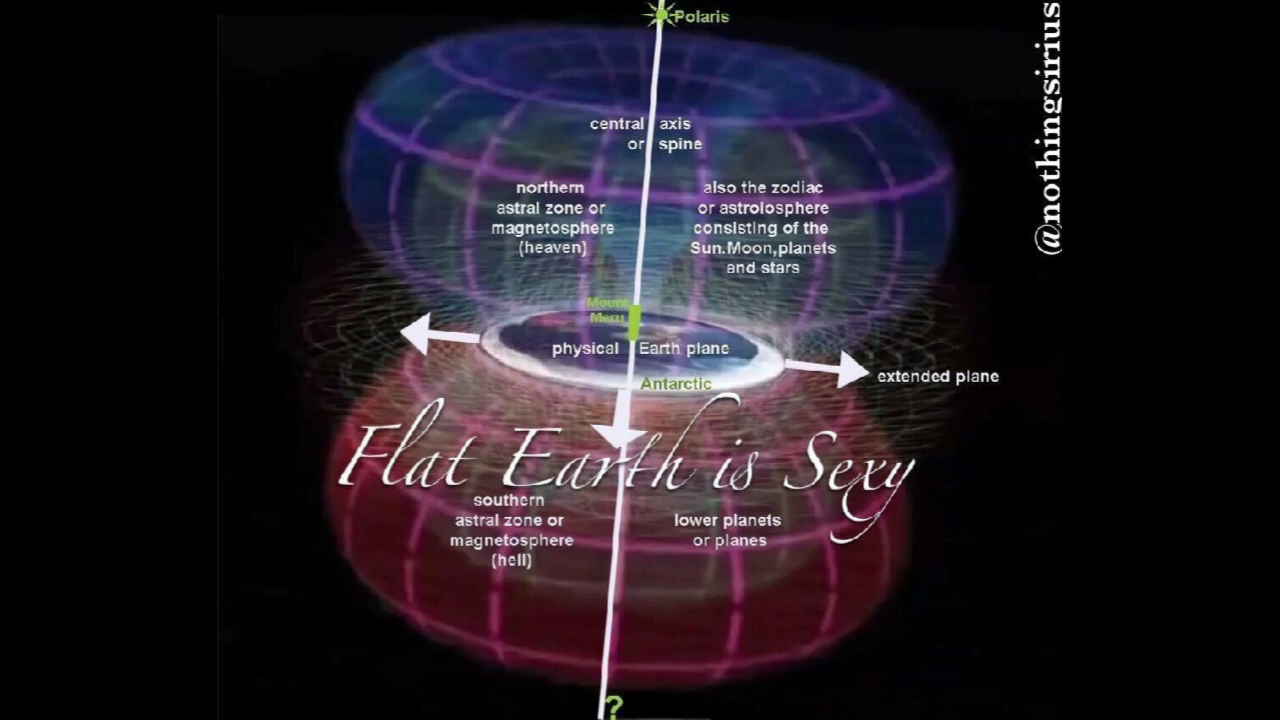 Polaris
@nothingsirius
central axis
or spine
northern
astral zone or
magnetosphere
(heaven)
also the zodiac
or astrolosphere
consisting of the
Sun.Moon,planets
and stars
Mount
Meru
physical Earth plane
extended plane
Antarctic
Flat Earth is Sexy
southern
astral zone or
magnetosphere
(hell)
lower planets
or planes
?